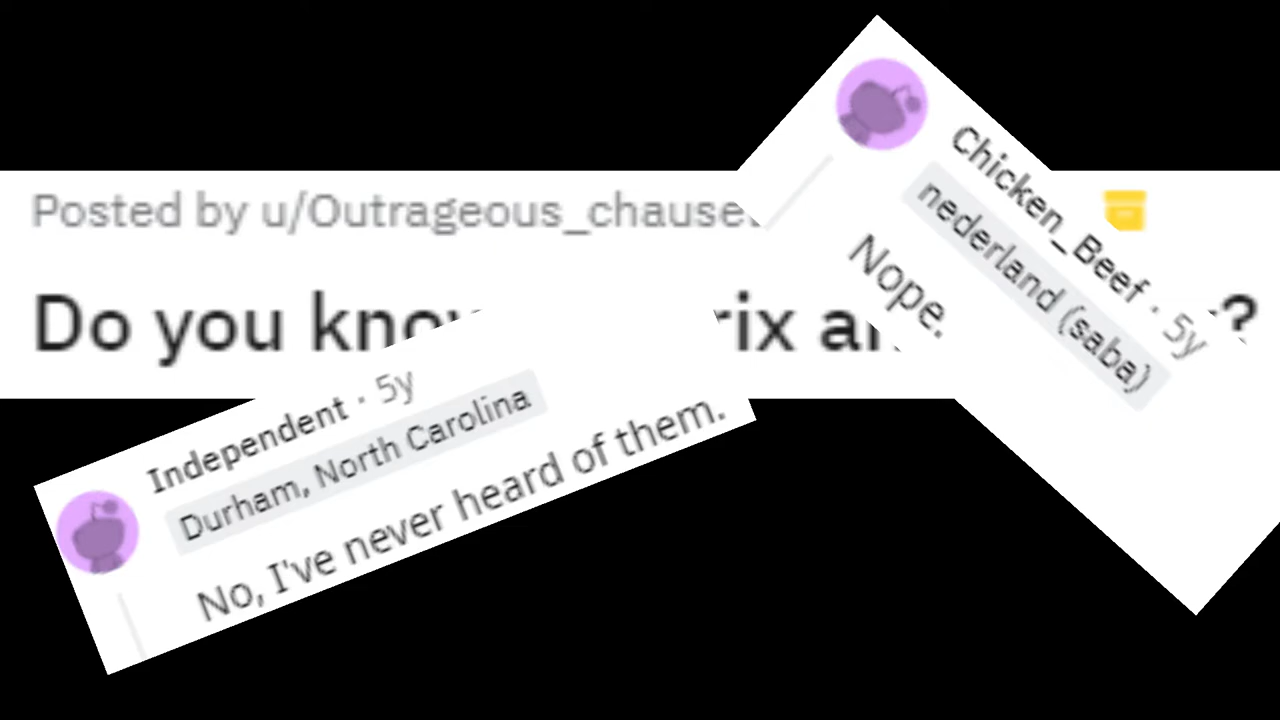 Posted by u/Outrageous_chause
Do you know rix ?
Chicken_Beef · 5y
nederland (saba)
Nope.
Independent · 5y
Durham, North Carolina
No, I've never heard of them.